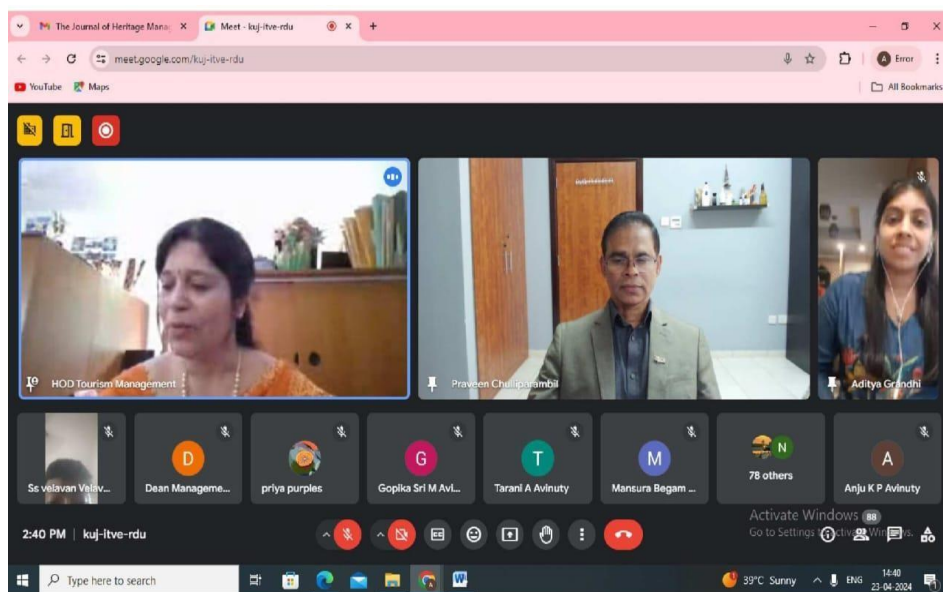 The Journal of Heritage Mana
Meet - kuj-itve-rdu
meet.google.com/kuj-itve-rdu
A Error
YouTube Maps
All Bookmarks
HOD Tourism Management
Praveen Chulliparambil
Aditya Grandhi
D
G
T
M
N
78 others
A
Ss velavan Velav...
Dean Manageme...
priya purples
Gopika Sri M Avi...
Tarani A Avinuty
Mansura Begam ...
Anju K P Avinuty
Activate Windows
88
Go to Settings to activate Windows.
2:40 PM | kuj-itve-rdu
Type here to search
W
39°C Sunny
ENG
14:40
23-04-2024